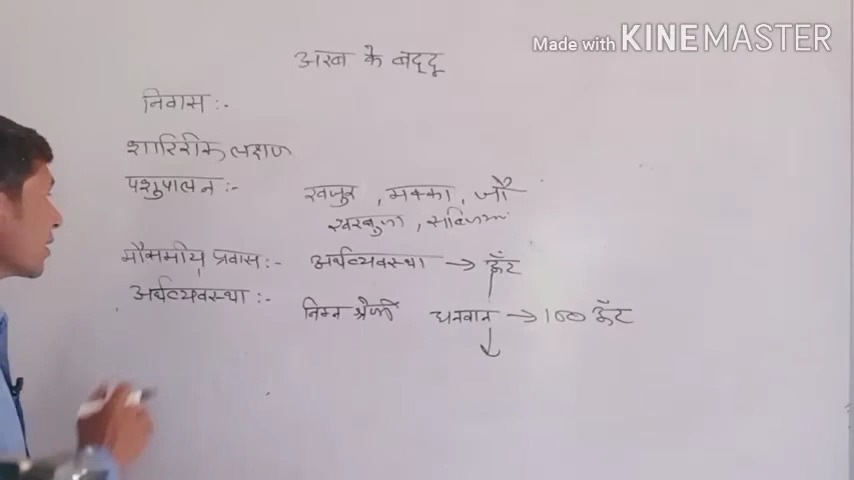 Made with KINEMASTER
अरब के बद्दू
निवास :-
शारिरीक लक्षण
पशुपालन :- खजुर , मक्का , जौ
खरबुजा , सब्जियां
मौसमीय प्रवास :- अर्थव्यवस्था → ऊँट
अर्थव्यवस्था :- निम्न श्रेणी धनवान → 100 ऊँट